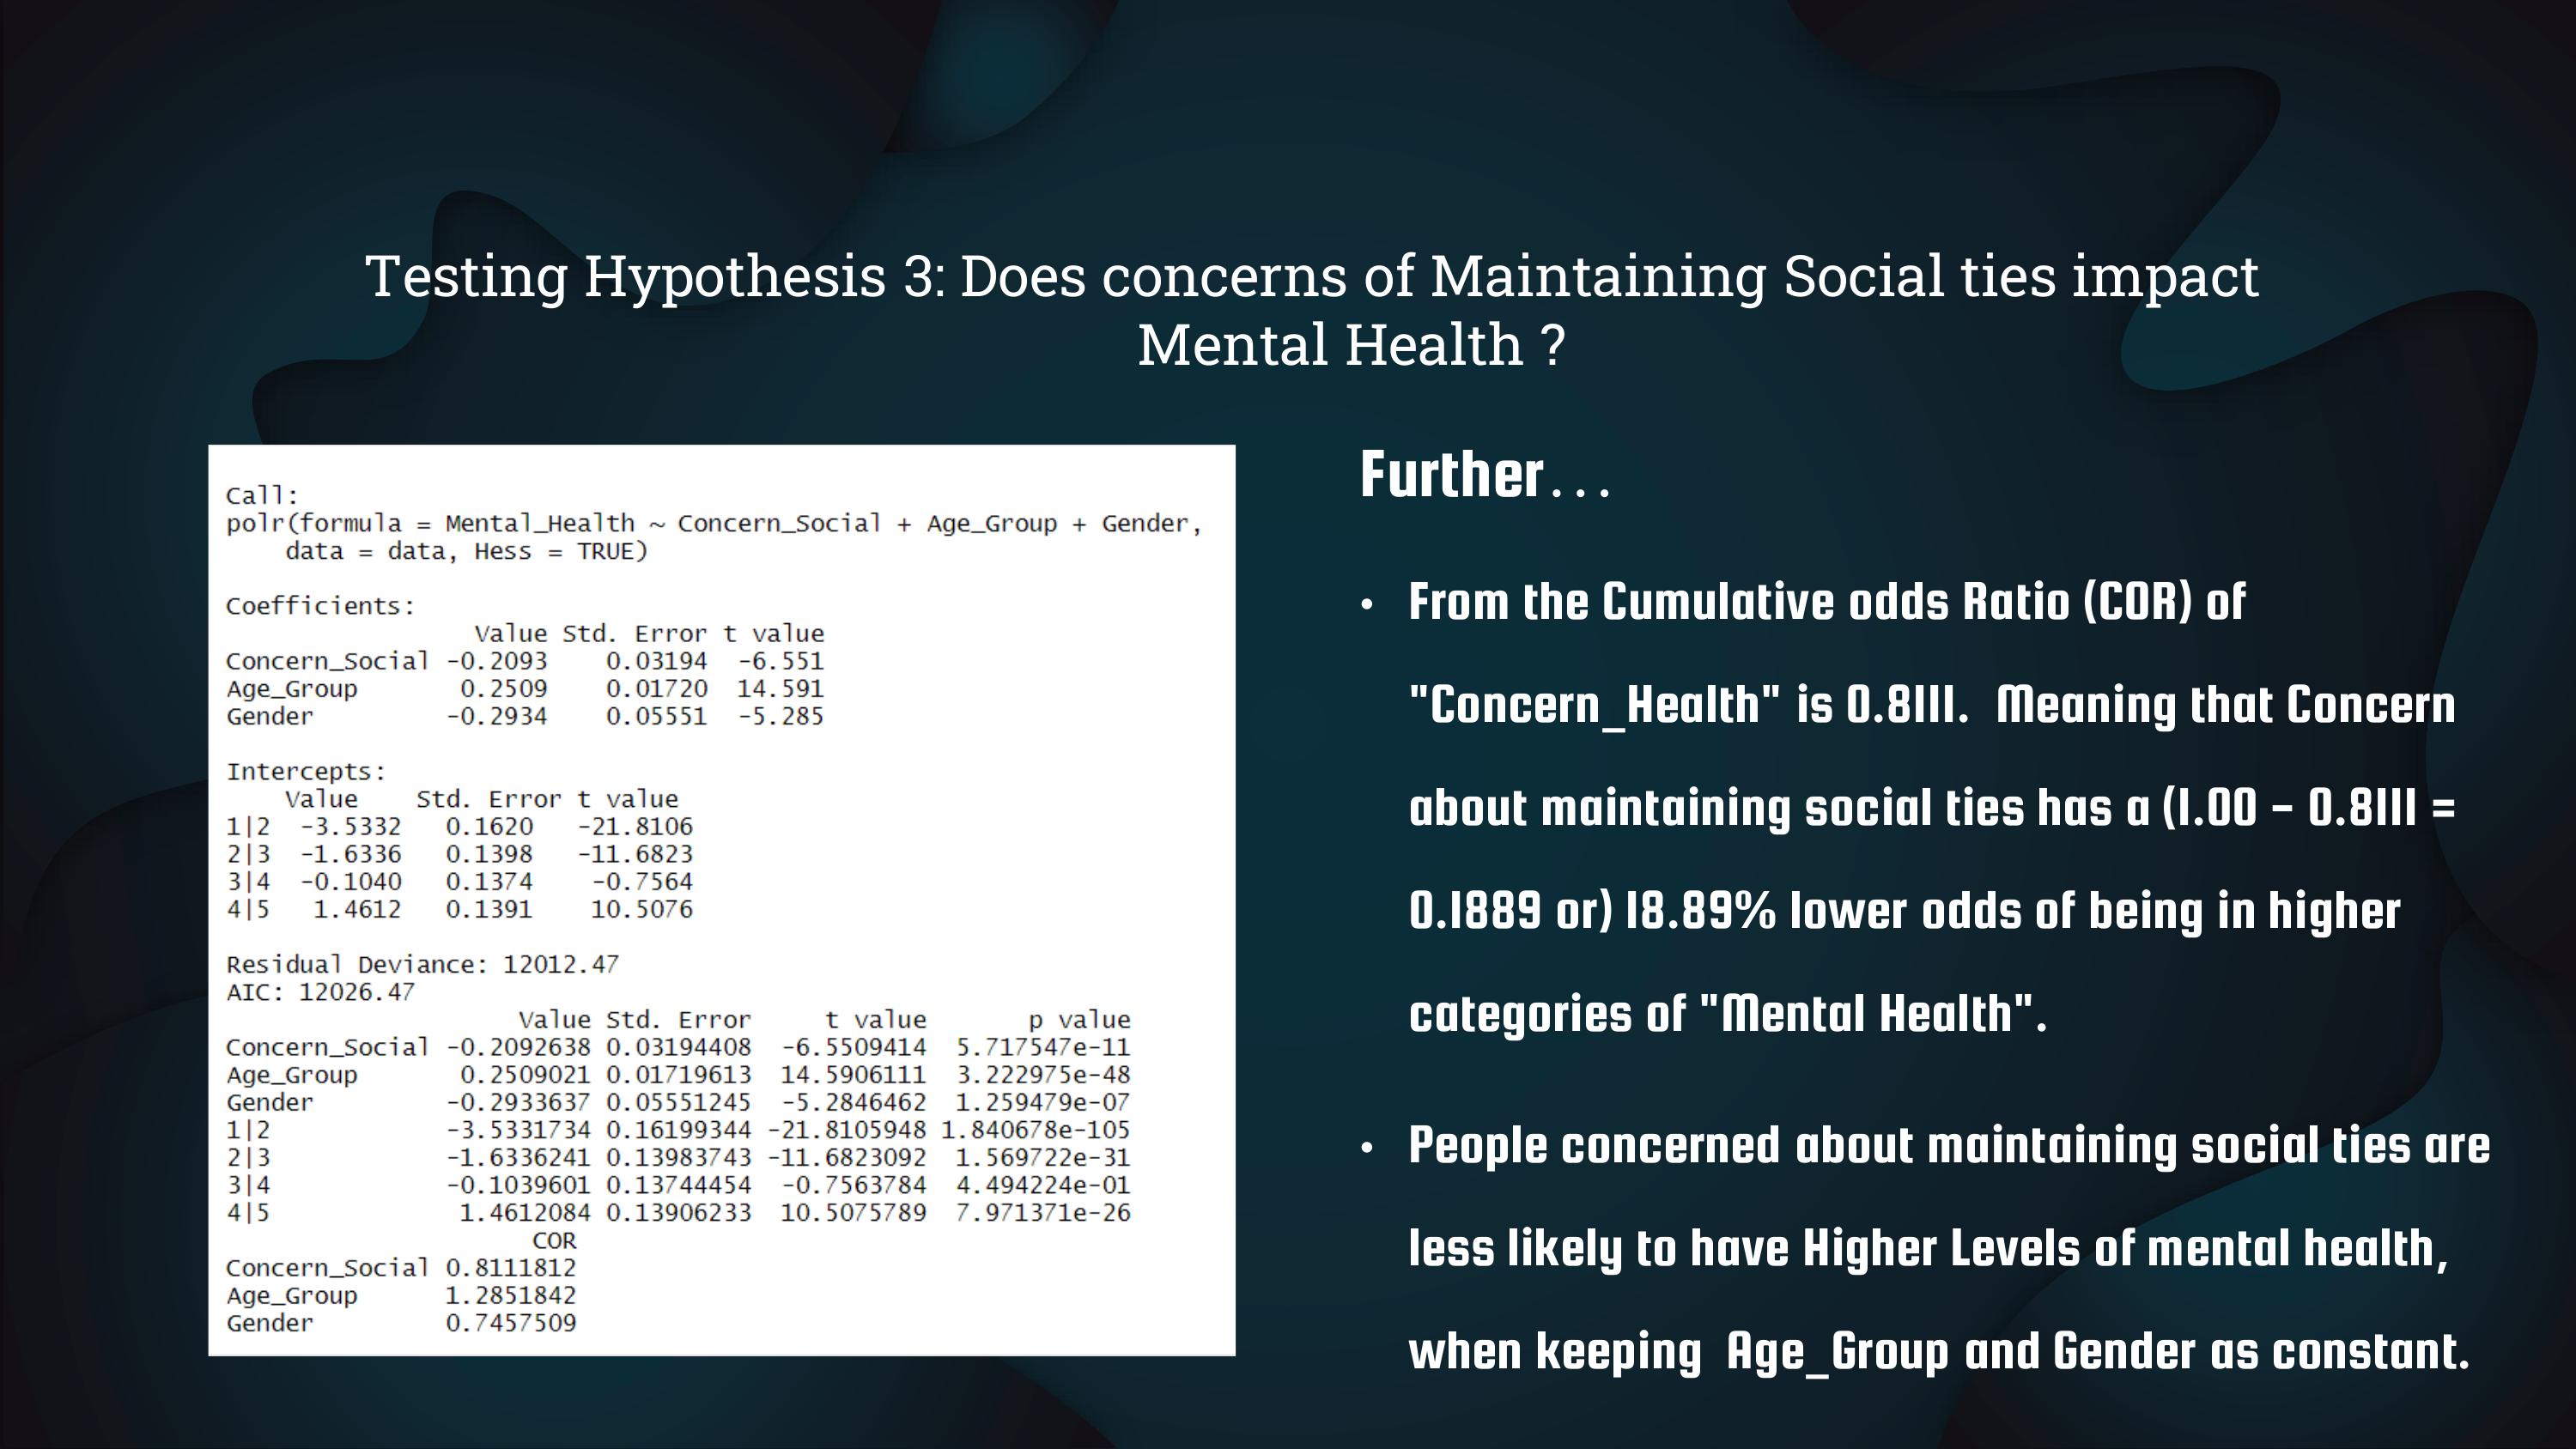 Testing Hypothesis 3: Does concerns of Maintaining Social ties impact
Mental Health ?
Call:
polr(formula = Mental_Health ~ Concern_Social + Age_Group + Gender,
    data = data, Hess = TRUE)
Coefficients:
                 Value Std. Error t value
Concern_Social -0.2093    0.03194  -6.551
Age_Group       0.2509    0.01720  14.591
Gender         -0.2934    0.05551  -5.285
Intercepts:
    Value    Std. Error t value
1|2  -3.5332   0.1620   -21.8106
2|3  -1.6336   0.1398   -11.6823
3|4  -0.1040   0.1374    -0.7564
4|5   1.4612   0.1391    10.5076
Residual Deviance: 12012.47
AIC: 12026.47
                    Value Std. Error     t value       p value
Concern_Social -0.2092638 0.03194408  -6.5509414  5.717547e-11
Age_Group       0.2509021 0.01719613  14.5906111  3.222975e-48
Gender         -0.2933637 0.05551245  -5.2846462  1.259479e-07
1|2            -3.5331734 0.16199344 -21.8105948 1.840678e-105
2|3            -1.6336241 0.13983743 -11.6823092  1.569722e-31
3|4            -0.1039601 0.13744454  -0.7563784  4.494224e-01
4|5             1.4612084 0.13906233  10.5075789  7.971371e-26
                     COR
Concern_Social 0.8111812
Age_Group      1.2851842
Gender         0.7457509
Further...
• From the Cumulative odds Ratio (COR) of
"Concern_Health" is 0.8111.  Meaning that Concern
about maintaining social ties has a (1.00 – 0.8111 =
0.1889 or) 18.89% lower odds of being in higher
categories of "Mental Health".
• People concerned about maintaining social ties are
less likely to have Higher Levels of mental health,
when keeping  Age_Group and Gender as constant.